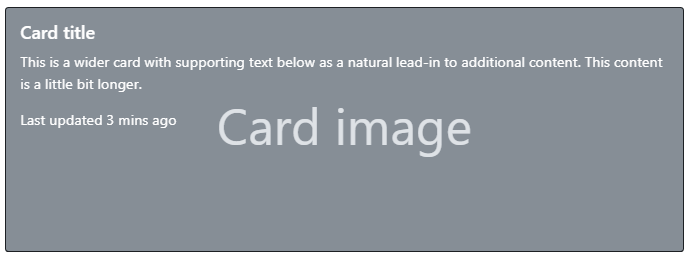 Card title
This is a wider card with supporting text below as a natural lead-in to additional content. This content
is a little bit longer.
Last updated 3 mins ago
Card image